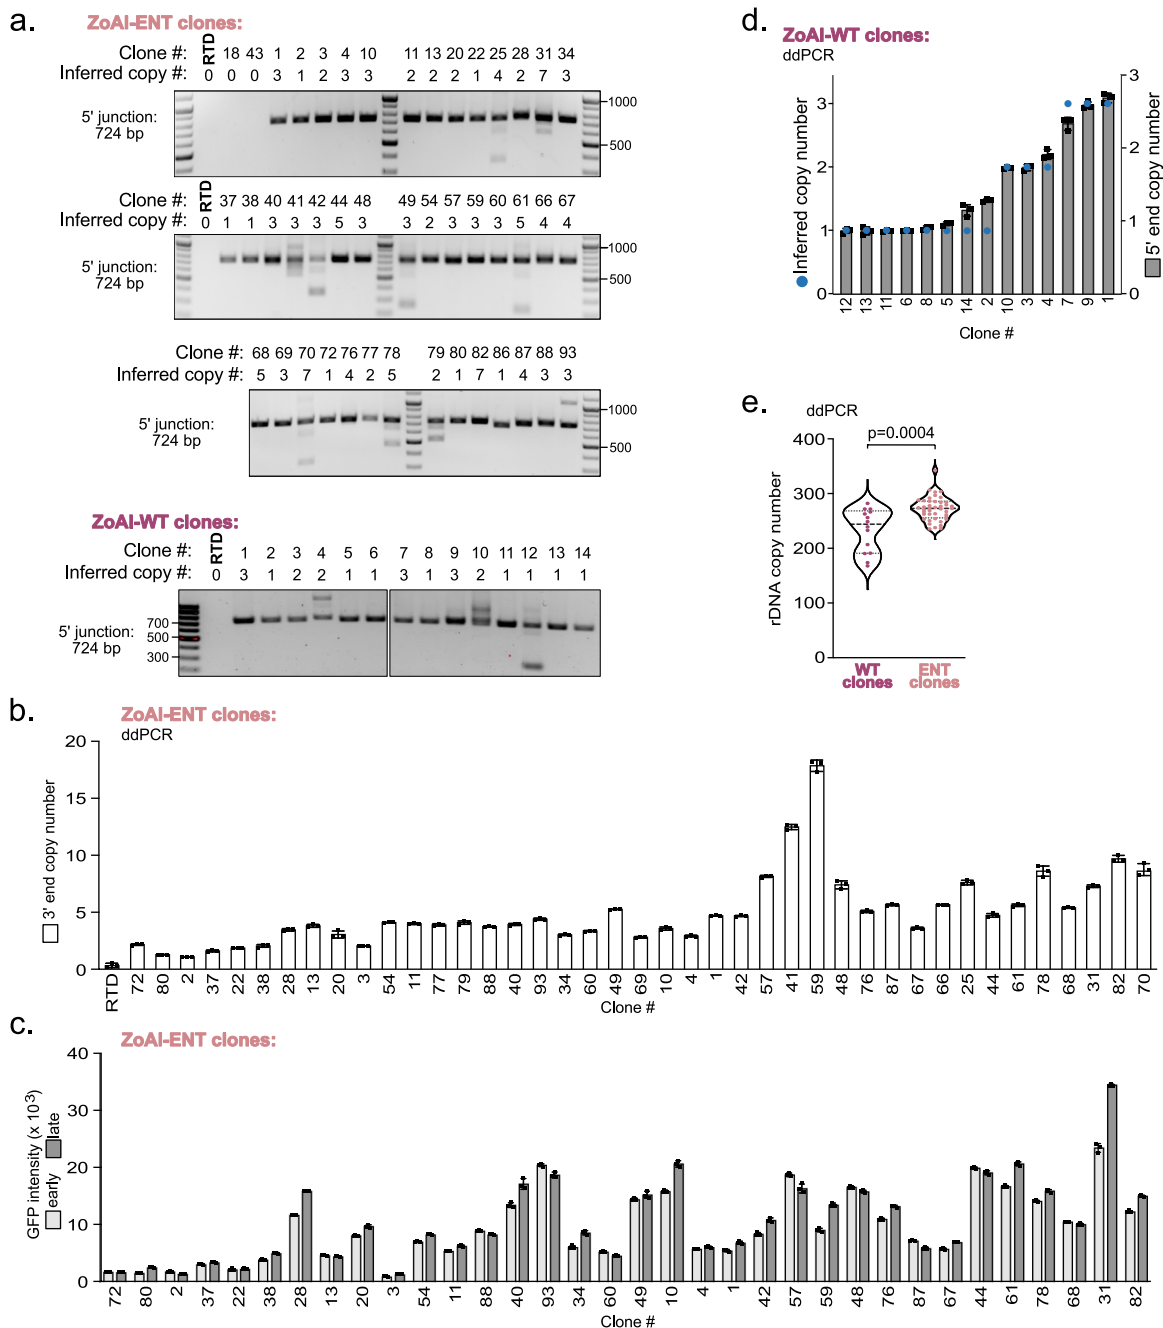 a.
ZoAl-ENT clones:
Clone #: RTD 18 43 1 2 3 4 10 11 13 20 22 25 28 31 34
Inferred copy #: 0 0 0 3 1 2 3 3 2 2 2 1 4 2 7 3
5' junction:
724 bp
1000
500
Clone #: RTD 37 38 40 41 42 44 48 49 54 57 59 60 61 66 67
Inferred copy #: 0 1 1 3 3 3 5 3 3 2 3 3 3 5 4 4
5' junction:
724 bp
1000
500
Clone #: 68 69 70 72 76 77 78 79 80 82 86 87 88 93
Inferred copy #: 5 3 7 1 4 2 5 2 1 7 1 4 3 3
5' junction:
724 bp
1000
500
ZoAl-WT clones:
Clone #: RTD 1 2 3 4 5 6 7 8 9 10 11 12 13 14
Inferred copy #: 0 3 1 2 2 1 1 3 1 3 2 1 1 1 1
5' junction:
724 bp
700
500
300
d.
ZoAl-WT clones:
ddPCR
Inferred copy number
3
2
1
0
5' end copy number
3
2
1
0
12 13 11 6 8 5 14 2 10 3 4 7 9 1
Clone #
e.
ddPCR
p=0.0004
rDNA copy number
400
300
200
100
0
WT clones
ENT clones
b.
ZoAl-ENT clones:
ddPCR
3' end copy number
20
15
10
5
0
RTD 72 80 2 37 22 38 28 13 20 3 54 11 77 79 88 40 93 34 60 49 69 10 4 1 42 57 41 59 48 76 87 67 66 25 44 61 78 68 31 82 70
Clone #
c.
ZoAl-ENT clones:
GFP intensity (x 10³)
early late
40
30
20
10
0
72 80 2 37 22 38 28 13 20 3 54 11 88 40 93 34 60 49 10 4 1 42 57 59 48 76 87 67 44 61 78 68 31 82
Clone #